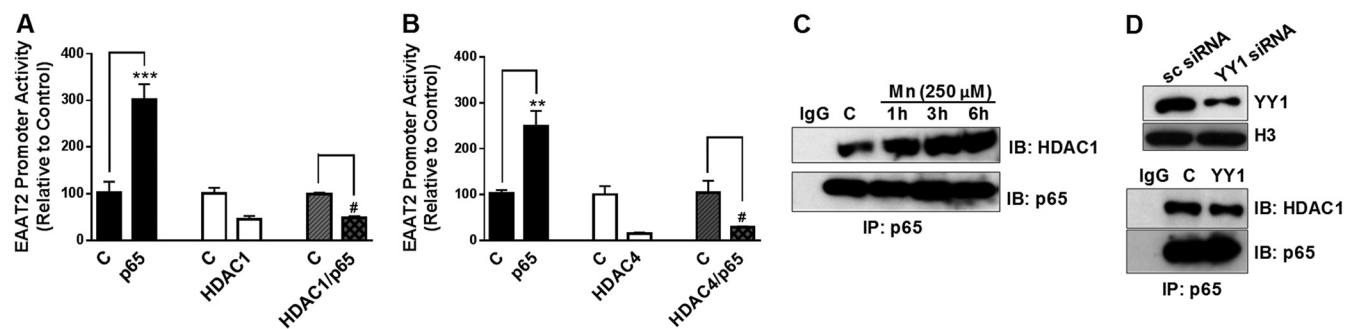 A
EAAT2 Promoter Activity
(Relative to Control)
400
300
200
100
50
0
***
#
C
p65
C
HDAC1
C
HDAC1/p65
B
EAAT2 Promoter Activity
(Relative to Control)
400
300
200
100
50
0
**
#
C
p65
C
HDAC4
C
HDAC4/p65
C
Mn (250 µM)
IgG C 1h 3h 6h
IB: HDAC1
IB: p65
IP: p65
D
sc siRNA
YY1 siRNA
YY1
H3
IgG C YY1
IB: HDAC1
IB: p65
IP: p65